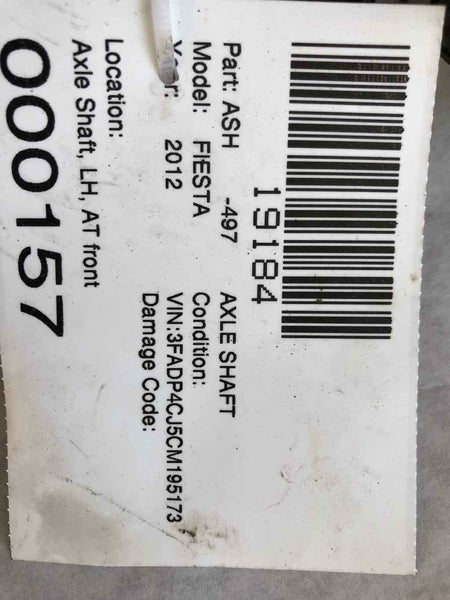 19184
Part: ASH -497 AXLE SHAFT
Model: FIESTA Condition:
Year: 2012 VIN:3FADP4CJ5CM195173
Damage Code:
Location:
Axle Shaft, LH, AT front
000157